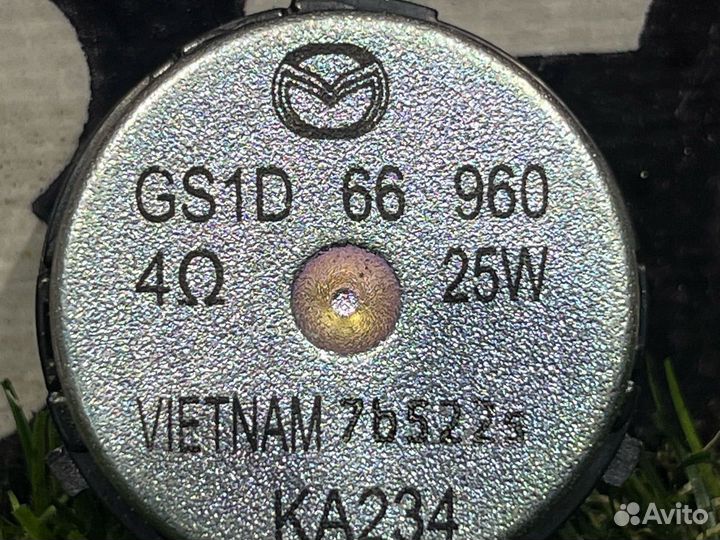 GS1D 66 960
4Ω 25W
VIETNAM 7b522s
KA234
Avito